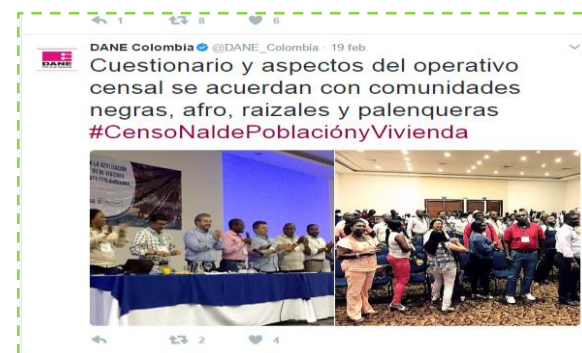 1 8 6
DANE Colombia @DANE_Colombia · 19 feb.
DANE
Cuestionario y aspectos del operativo
censal se acuerdan con comunidades
negras, afro, raizales y palenqueras
#CensoNaldePoblaciónyVivienda
2 4